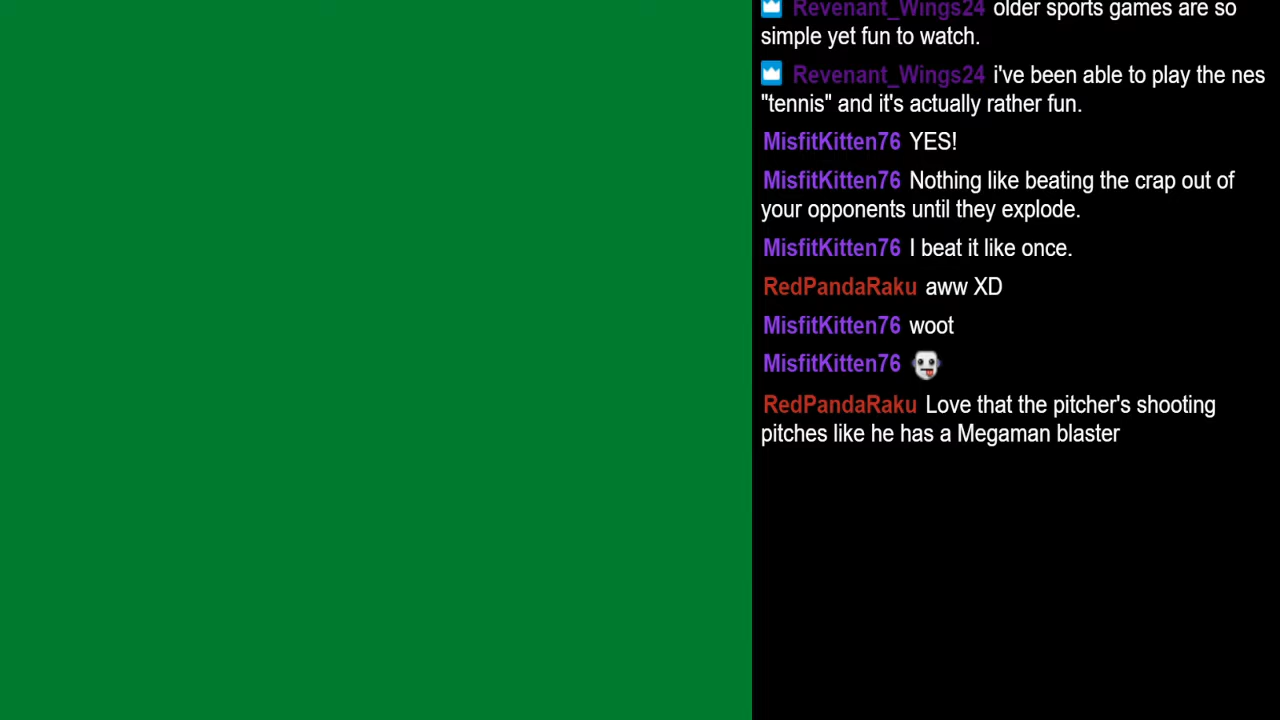 Revenant_Wings24 older sports games are so
simple yet fun to watch.
Revenant_Wings24 i've been able to play the nes
"tennis" and it's actually rather fun.
MisfitKitten76 YES!
MisfitKitten76 Nothing like beating the crap out of
your opponents until they explode.
MisfitKitten76 I beat it like once.
RedPandaRaku aww XD
MisfitKitten76 woot
MisfitKitten76
RedPandaRaku Love that the pitcher's shooting
pitches like he has a Megaman blaster